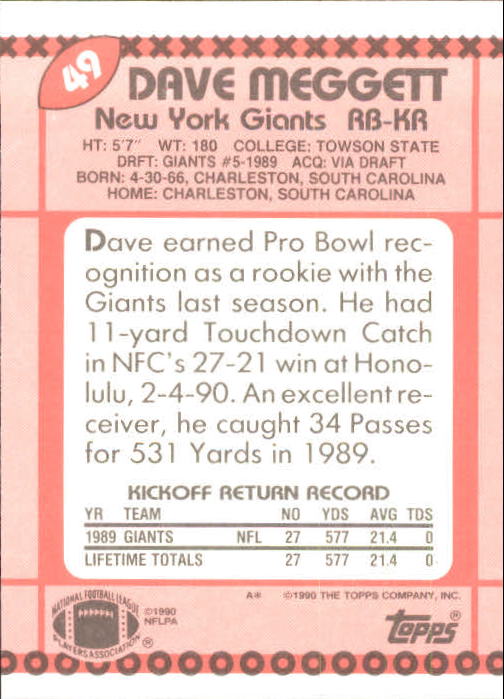 49
DAVE MEGGETT
New York Giants RB-KR
HT: 5'7" WT: 180 COLLEGE: TOWSON STATE
DRFT: GIANTS #5-1989 ACQ: VIA DRAFT
BORN: 4-30-66, CHARLESTON, SOUTH CAROLINA
HOME: CHARLESTON, SOUTH CAROLINA
Dave earned Pro Bowl rec-
ognition as a rookie with the
Giants last season. He had
11-yard Touchdown Catch
in NFC's 27-21 win at Hono-
lulu, 2-4-90. An excellent re-
ceiver, he caught 34 Passes
for 531 Yards in 1989.
KICKOFF RETURN RECORD
YR TEAM NO YDS AVG TDS
1989 GIANTS NFL 27 577 21.4 0
LIFETIME TOTALS 27 577 21.4 0
A* ©1990 THE TOPPS COMPANY, INC.
NATIONAL FOOTBALL LEAGUE
PLAYERS ASSOCIATION ®
©1990
NFLPA
topps®